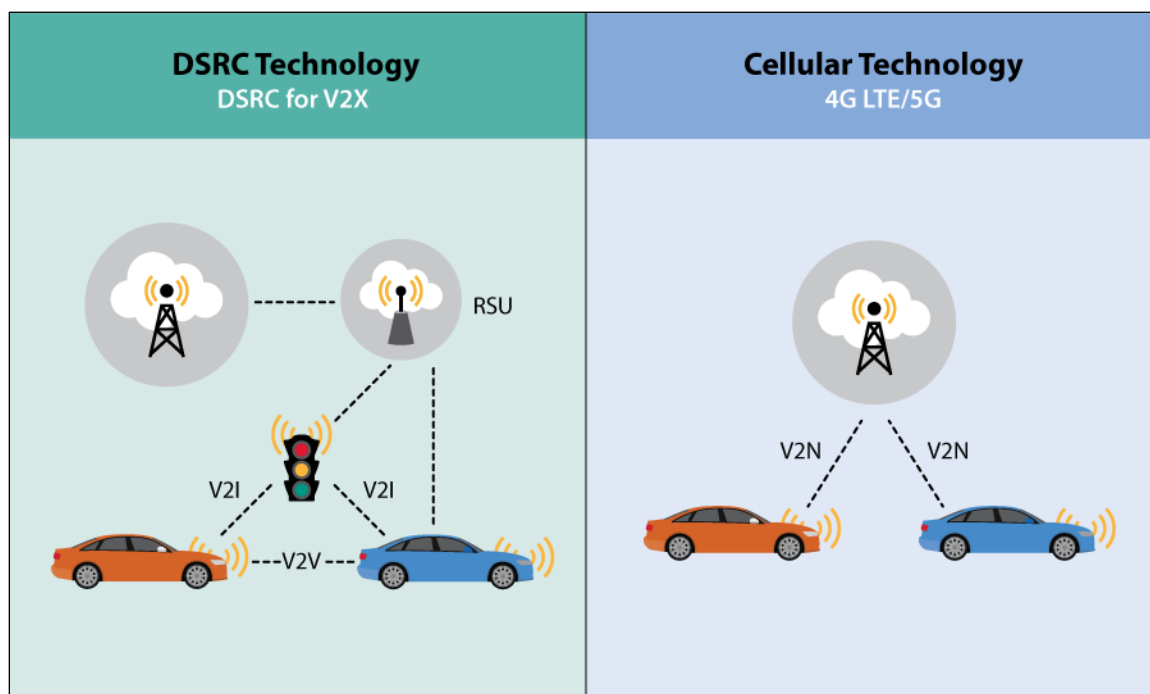 DSRC Technology
DSRC for V2X
Cellular Technology
4G LTE/5G
RSU
V2I
V2I
V2V
V2N
V2N